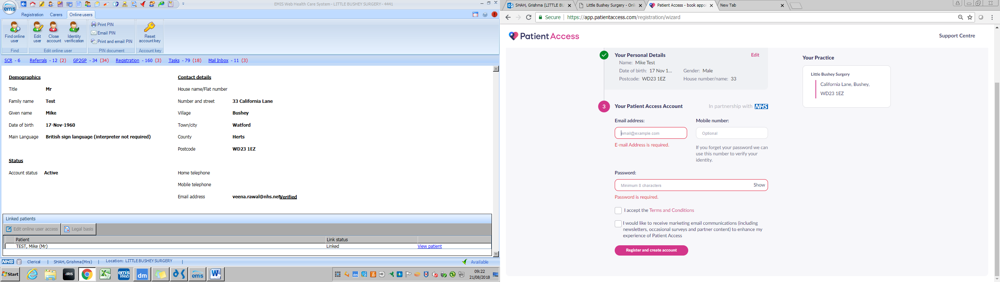 EMIS Web Health Care System - LITTLE BUSHEY SURGERY - 4441
emis
Registration Carers Online users
Find online user
Edit user
Close account
Identity verification
Print PIN
Email PIN
Print and email PIN
Reset account key
Find Edit online user PIN document Account key
SCR - 6 Referrals - 12 (2) GP2GP - 34 (34) Registration - 160 (3) Tasks - 79 (18) Mail Inbox - 11 (3)
Demographics
Title Mr
Family name Test
Given name Mike
Date of birth 17-Nov-1960
Main Language British sign language (interpreter not required)
Status
Account status Active
Contact details
House name/Flat number
Number and street 33 California Lane
Village Bushey
Town/city Watford
County Herts
Postcode WD23 1EZ
Home telephone
Mobile telephone
Email address veena.rawal@nhs.net Verified
Linked patients
Edit online user access Legal basis
Patient Link status
TEST, Mike (Mr) Linked View patient
NHS Clerical | SHAH, Grishma(Mrs) | Location: LITTLE BUSHEY SURGERY | Available
Start
IRIS
emis Web
dm
emis
dm
09:22
21/08/2018
SHAH, Grishma (LITTLE BU
Little Bushey Surgery - Onli
Patient Access - book appoi
New Tab
Secure | https://app.patientaccess.com/registration/wizard
Patient Access
Support Centre
Your Personal Details Edit
Name: Mike Test
Date of birth: 17 Nov 1... Gender: Male
Postcode: WD23 1EZ House number/name: 33
3 Your Patient Access Account In partnership with NHS
Email address: Mobile number:
email@example.com Optional
E-mail Address is required.
If you forget your password we can
use this number to verify your
identity.
Password:
Minimum 8 characters Show
Password is required.
I accept the Terms and Conditions
I would like to receive marketing email communications (including
newsletters, occasional surveys and partner content) to enhance my
experience of Patient Access
Register and create account
Your Practice
Little Bushey Surgery
California Lane, Bushey,
WD23 1EZ